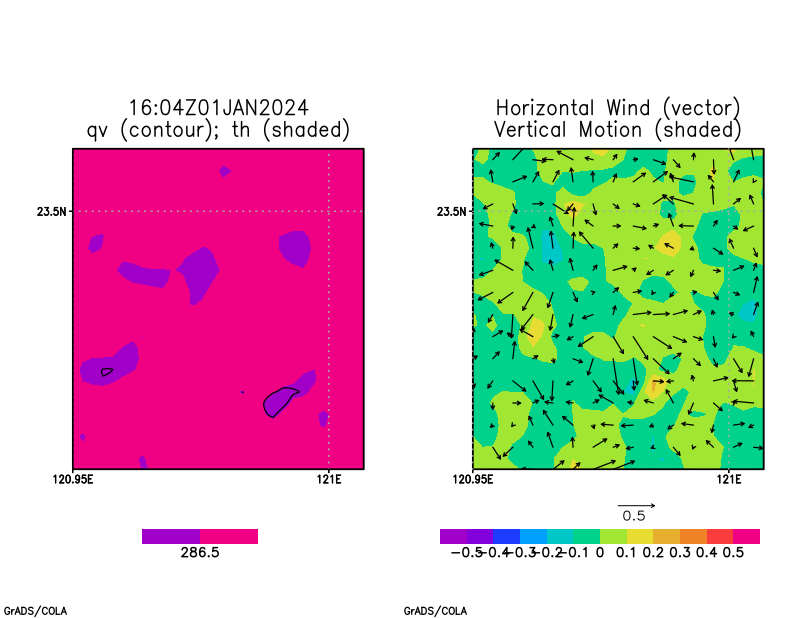 16:04Z01JAN2024
qv (contour); th (shaded)
23.5N
120.95E 121E
286.5
Horizontal Wind (vector)
Vertical Motion (shaded)
23.5N
120.95E 121E
0.5
-0.5 -0.4 -0.3 -0.2 -0.1 0 0.1 0.2 0.3 0.4 0.5
GrADS/COLA
GrADS/COLA